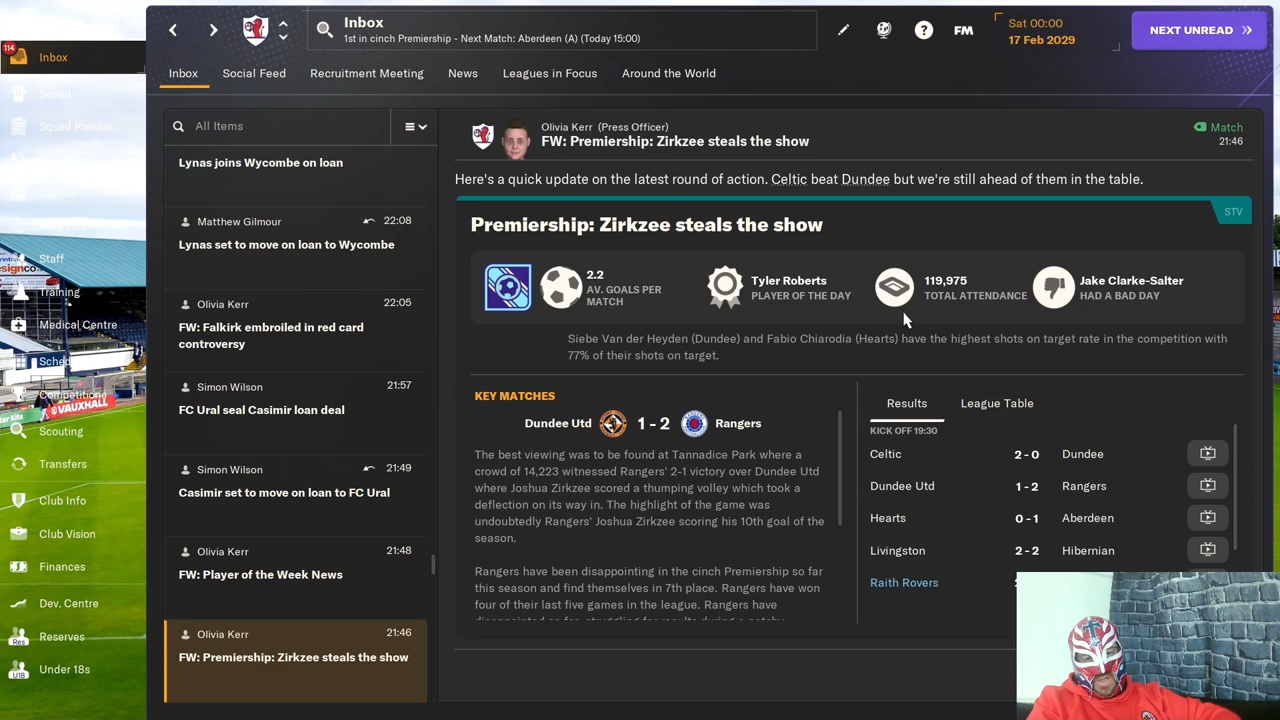 Inbox
1st in cinch Premiership - Next Match: Aberdeen (A) (Today 15:00)
?
FM
Sat 00:00
17 Feb 2029
NEXT UNREAD
114
Inbox
Squad
Squad Planner
Staff
Training
Medical Centre
Sched
Competitions
Scouting
Transfers
Club Info
Club Vision
Finances
Dev. Centre
Res
Reserves
U18
Under 18s
VAUXHALL
Inbox
Social Feed
Recruitment Meeting
News
Leagues in Focus
Around the World
All Items
Lynas joins Wycombe on loan
Matthew Gilmour
22:08
Lynas set to move on loan to Wycombe
Olivia Kerr
22:05
FW: Falkirk embroiled in red card
controversy
Simon Wilson
21:57
FC Ural seal Casimir loan deal
Simon Wilson
21:49
Casimir set to move on loan to FC Ural
Olivia Kerr
21:48
FW: Player of the Week News
Olivia Kerr
21:46
FW: Premiership: Zirkzee steals the show
Olivia Kerr (Press Officer)
FW: Premiership: Zirkzee steals the show
Match
21:46
Here's a quick update on the latest round of action. Celtic beat Dundee but we're still ahead of them in the table.
STV
Premiership: Zirkzee steals the show
2.2
AV. GOALS PER
MATCH
Tyler Roberts
PLAYER OF THE DAY
119,975
TOTAL ATTENDANCE
Jake Clarke-Salter
HAD A BAD DAY
Siebe Van der Heyden (Dundee) and Fabio Chiarodia (Hearts) have the highest shots on target rate in the competition with
77% of their shots on target.
KEY MATCHES
Dundee Utd 1 - 2 Rangers
The best viewing was to be found at Tannadice Park where a
crowd of 14,223 witnessed Rangers' 2-1 victory over Dundee Utd
where Joshua Zirkzee scored a thumping volley which took a
deflection on its way in. The highlight of the game was
undoubtedly Rangers' Joshua Zirkzee scoring his 10th goal of the
season.
Rangers have been disappointing in the cinch Premiership so far
this season and find themselves in 7th place. Rangers have won
four of their last five games in the league. Rangers have
Results
League Table
KICK OFF 19:30
Celtic 2 - 0 Dundee
Dundee Utd 1 - 2 Rangers
Hearts 0 - 1 Aberdeen
Livingston 2 - 2 Hibernian
Raith Rovers